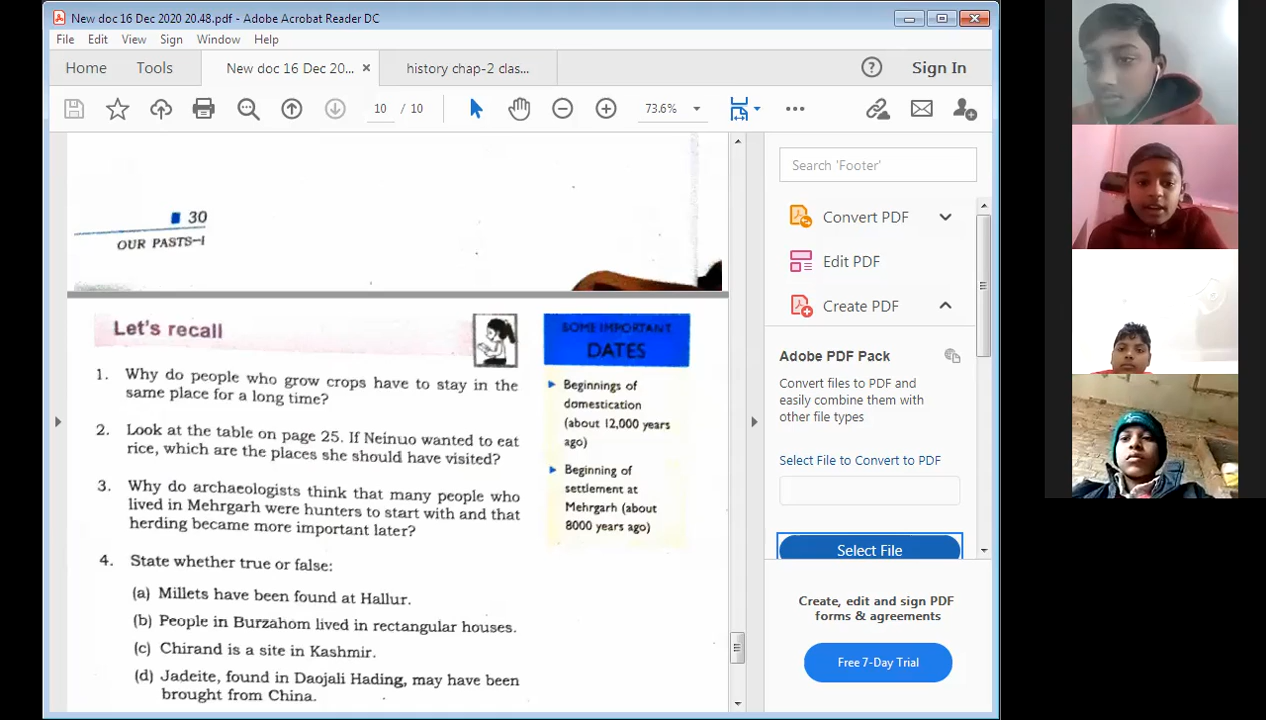 New doc 16 Dec 2020 20.48.pdf - Adobe Acrobat Reader DC
File Edit View Sign Window Help
Home Tools New doc 16 Dec 20... × history chap-2 clas... ? Sign In
10 / 10 73.6%
30
OUR PASTS–I
Let's recall
1. Why do people who grow crops have to stay in the
same place for a long time?
2. Look at the table on page 25. If Neinuo wanted to eat
rice, which are the places she should have visited?
3. Why do archaeologists think that many people who
lived in Mehrgarh were hunters to start with and that
herding became more important later?
4. State whether true or false:
(a) Millets have been found at Hallur.
(b) People in Burzahom lived in rectangular houses.
(c) Chirand is a site in Kashmir.
(d) Jadeite, found in Daojali Hading, may have been
brought from China.
SOME IMPORTANT
DATES
Beginnings of
domestication
(about 12,000 years
ago)
Beginning of
settlement at
Mehrgarh (about
8000 years ago)
Search 'Footer'
Convert PDF
Edit PDF
Create PDF
Adobe PDF Pack
Convert files to PDF and
easily combine them with
other file types
Select File to Convert to PDF
Select File
Create, edit and sign PDF
forms & agreements
Free 7-Day Trial